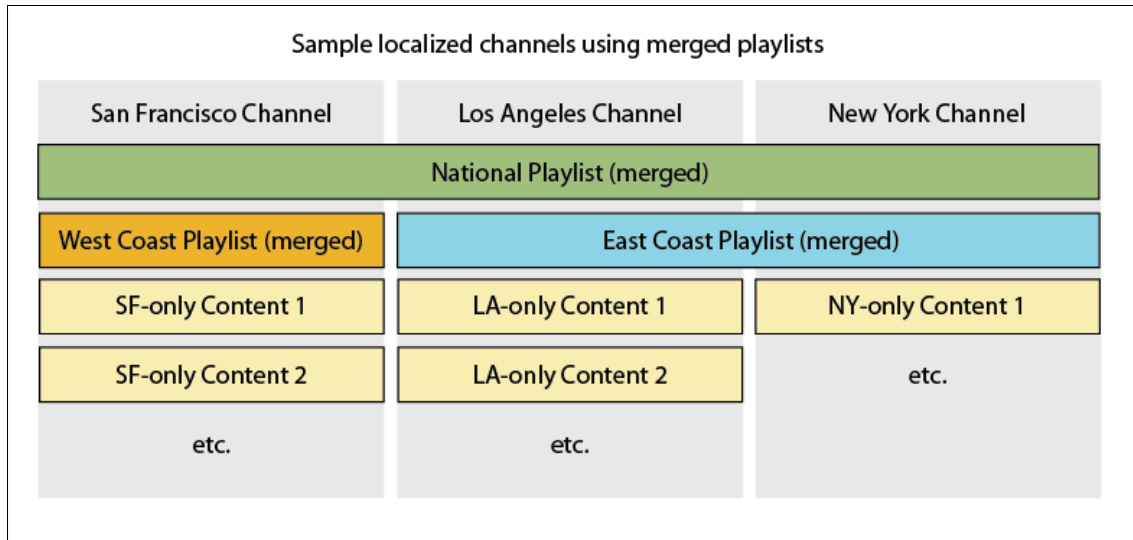 Sample localized channels using merged playlists
San Francisco Channel
Los Angeles Channel
New York Channel
National Playlist (merged)
West Coast Playlist (merged)
East Coast Playlist (merged)
SF-only Content 1
LA-only Content 1
NY-only Content 1
SF-only Content 2
LA-only Content 2
etc.
etc.
etc.